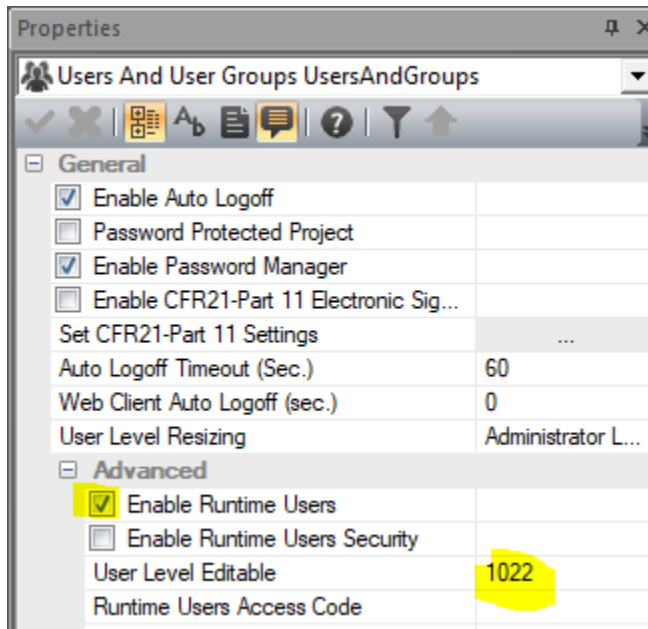 Properties
Users And User Groups UsersAndGroups
Ab
General
Enable Auto Logoff
Password Protected Project
Enable Password Manager
Enable CFR21-Part 11 Electronic Sig...
Set CFR21-Part 11 Settings ...
Auto Logoff Timeout (Sec.) 60
Web Client Auto Logoff (sec.) 0
User Level Resizing Administrator L...
Advanced
Enable Runtime Users
Enable Runtime Users Security
User Level Editable 1022
Runtime Users Access Code